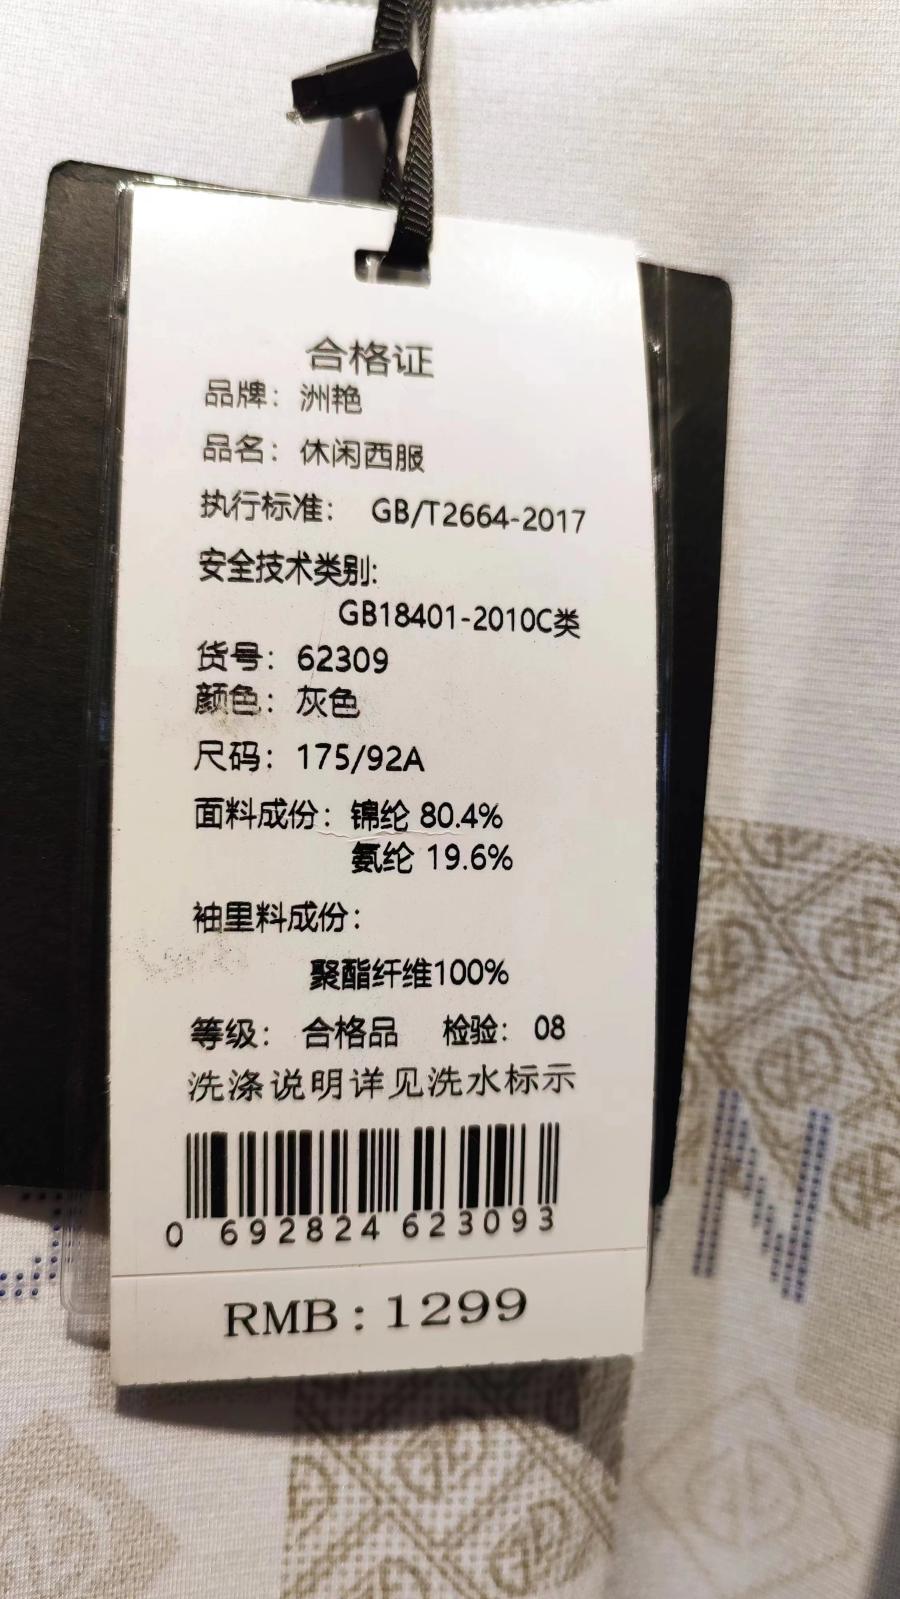 合格证
品牌：洲艳
品名：休闲西服
执行标准： GB/T2664-2017
安全技术类别:
GB18401-2010C类
货号：62309
颜色：灰色
尺码：175/92A
面料成份：锦纶 80.4%
氨纶 19.6%
袖里料成份：
聚酯纤维100%
等级： 合格品 检验： 08
洗涤说明详见洗水标示
0 692824 623093
RMB：1299
N